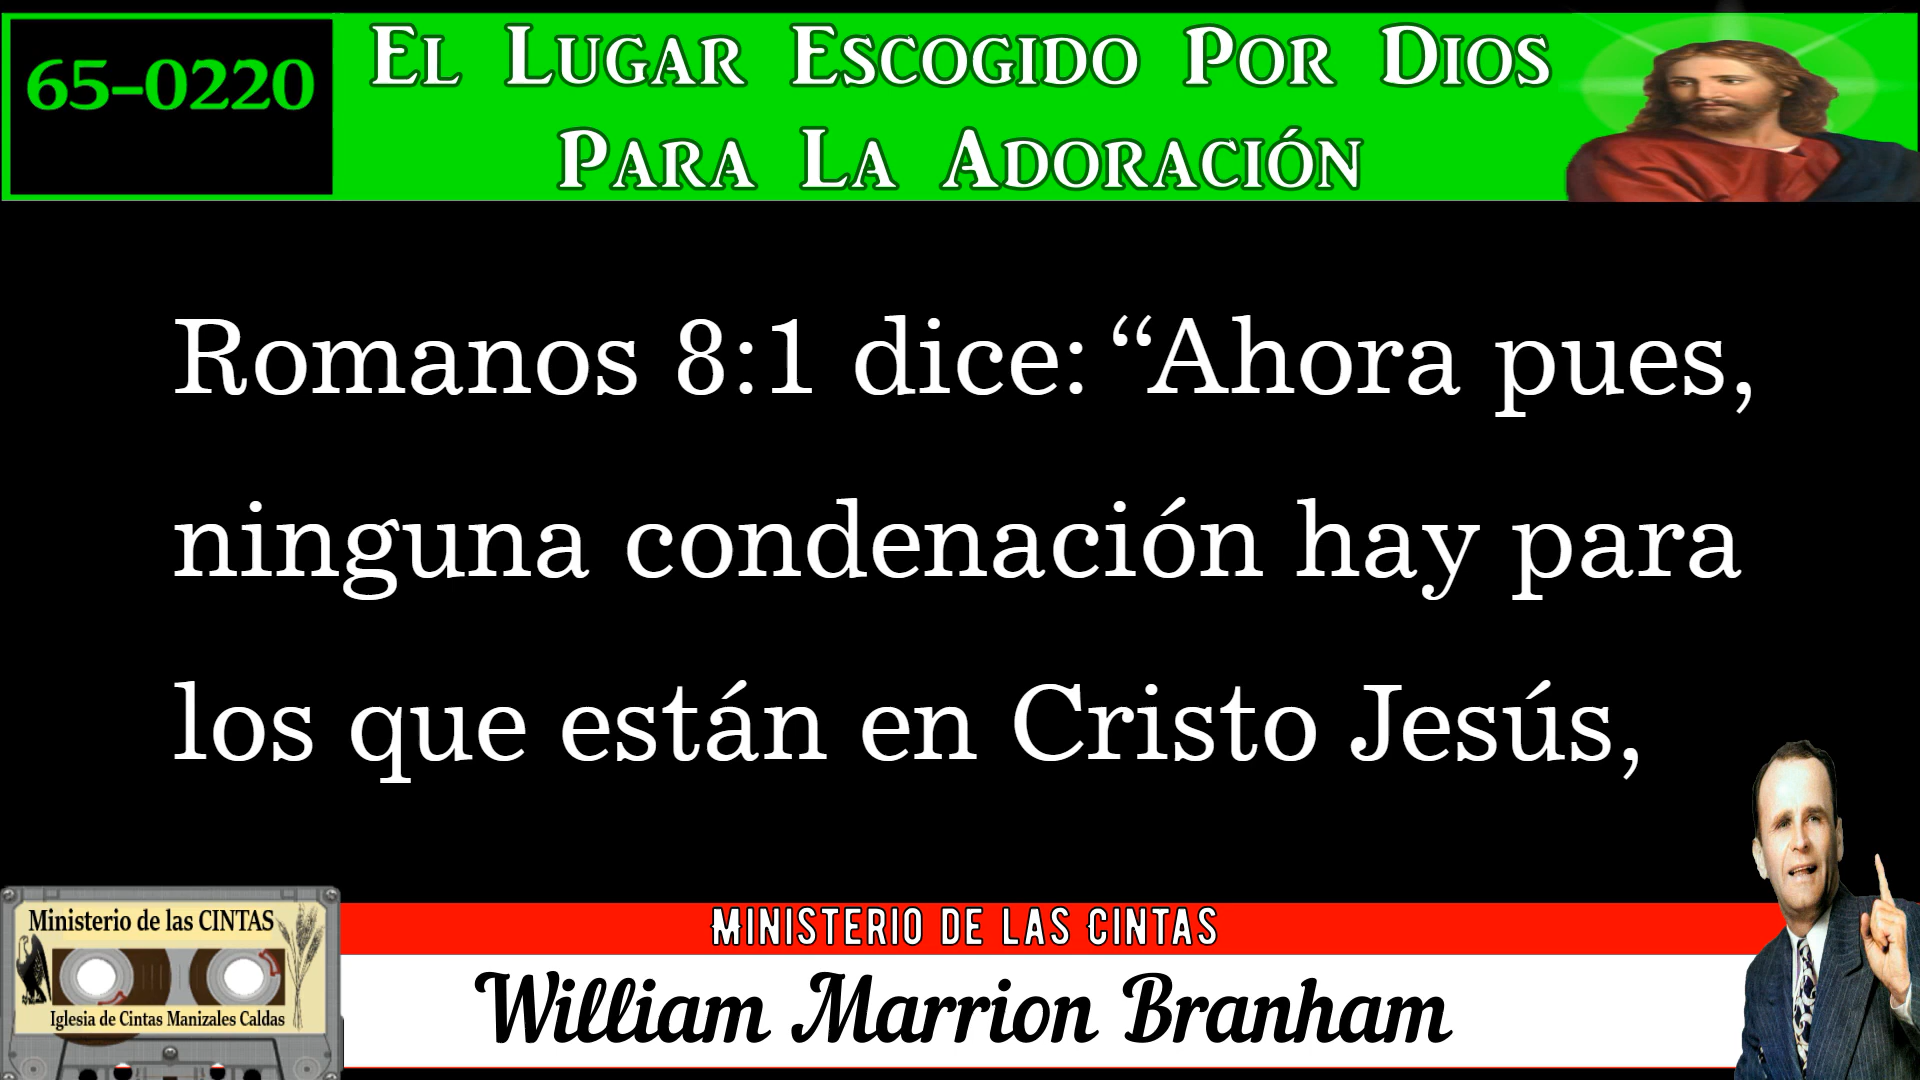 65-0220
El Lugar Escogido Por Dios
Para La Adoración
Romanos 8:1 dice: “Ahora pues,
ninguna condenación hay para
los que están en Cristo Jesús,
Ministerio de las CINTAS
Iglesia de Cintas Manizales Caldas
Ministerio de las Cintas
William Marrion Branham